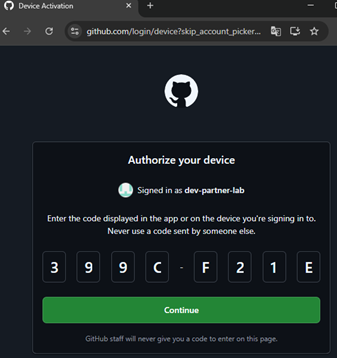 Device Activation
github.com/login/device?skip_account_picker...
Authorize your device
Signed in as dev-partner-lab
Enter the code displayed in the app or on the device you're signing in to.
Never use a code sent by someone else.
3 9 9 C - F 2 1 E
Continue
GitHub staff will never give you a code to enter on this page.